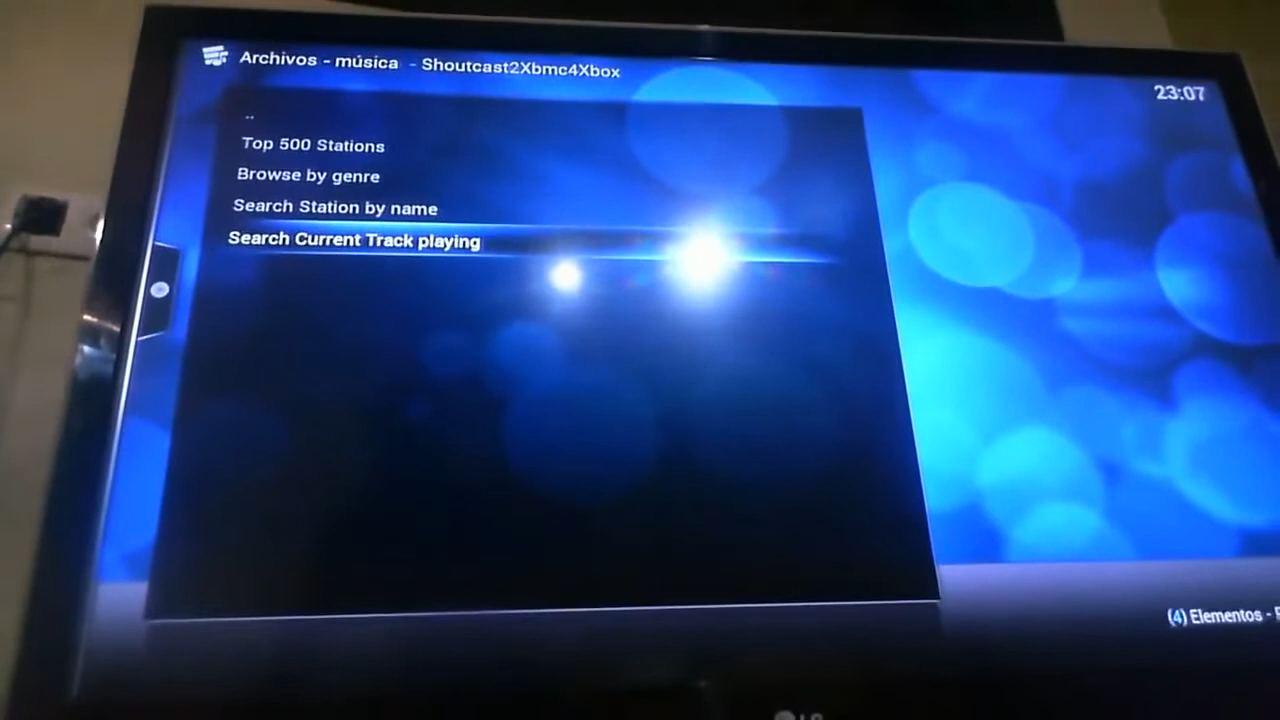 Archivos - música - Shoutcast2Xbmc4Xbox
23:07
..
Top 500 Stations
Browse by genre
Search Station by name
Search Current Track playing
(4) Elementos -
LG